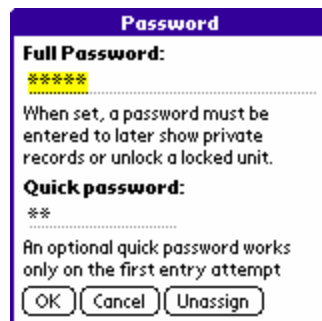 Password
Full Password:
*****
When set, a password must be
entered to later show private
records or unlock a locked unit.
Quick password:
**
An optional quick password works
only on the first entry attempt
OK Cancel Unassign